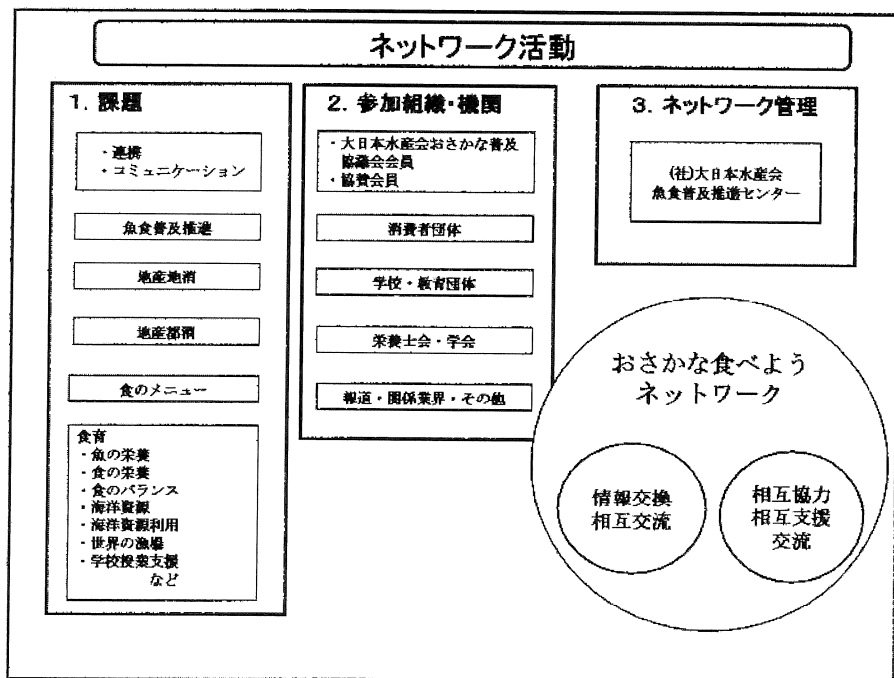 ネットワーク活動
1. 課題
・連携
・コミュニケーション
魚食普及推進
地産地消
地産都消
食のメニュー
食育
・魚の栄養
・食の栄養
・食のバランス
・海洋資源
・海洋資源利用
・世界の漁場
・学校授業支援
など
2. 参加組織・機関
・大日本水産会おさかな普及
協議会会員
・協賛会員
消費者団体
学校・教育団体
栄養士会・学会
報道・関係業界・その他
3. ネットワーク管理
(社)大日本水産会
魚食普及推進センター
おさかな食べよう
ネットワーク
情報交換
相互交流
相互協力
相互支援
交流